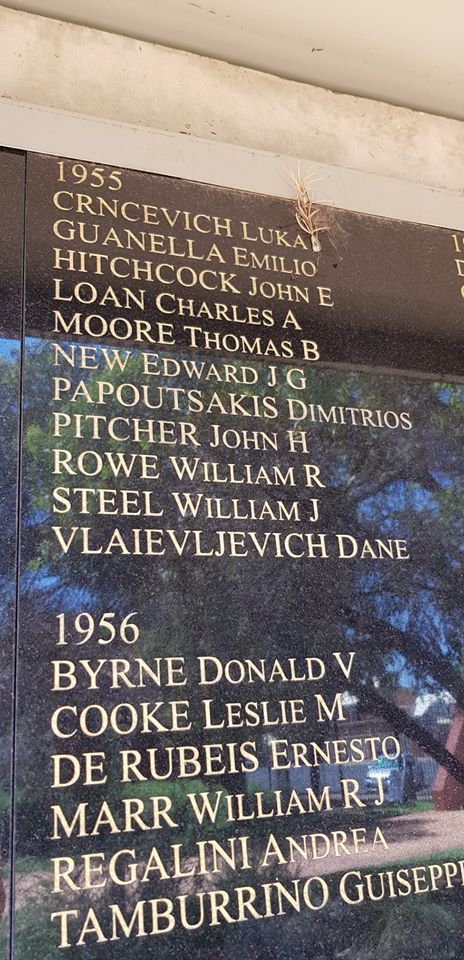 1955
CRNCEVICH LUKA
GUANELLA EMILIO
HITCHCOCK JOHN E
LOAN CHARLES A
MOORE THOMAS B
NEW EDWARD J G
PAPOUTSAKIS DIMITRIOS
PITCHER JOHN H
ROWE WILLIAM R
STEEL WILLIAM J
VLAIEVLJEVICH DANE
1956
BYRNE DONALD V
COOKE LESLIE M
DE RUBEIS ERNESTO
MARR WILLIAM R J
REGALINI ANDREA
TAMBURRINO GUISEPPE